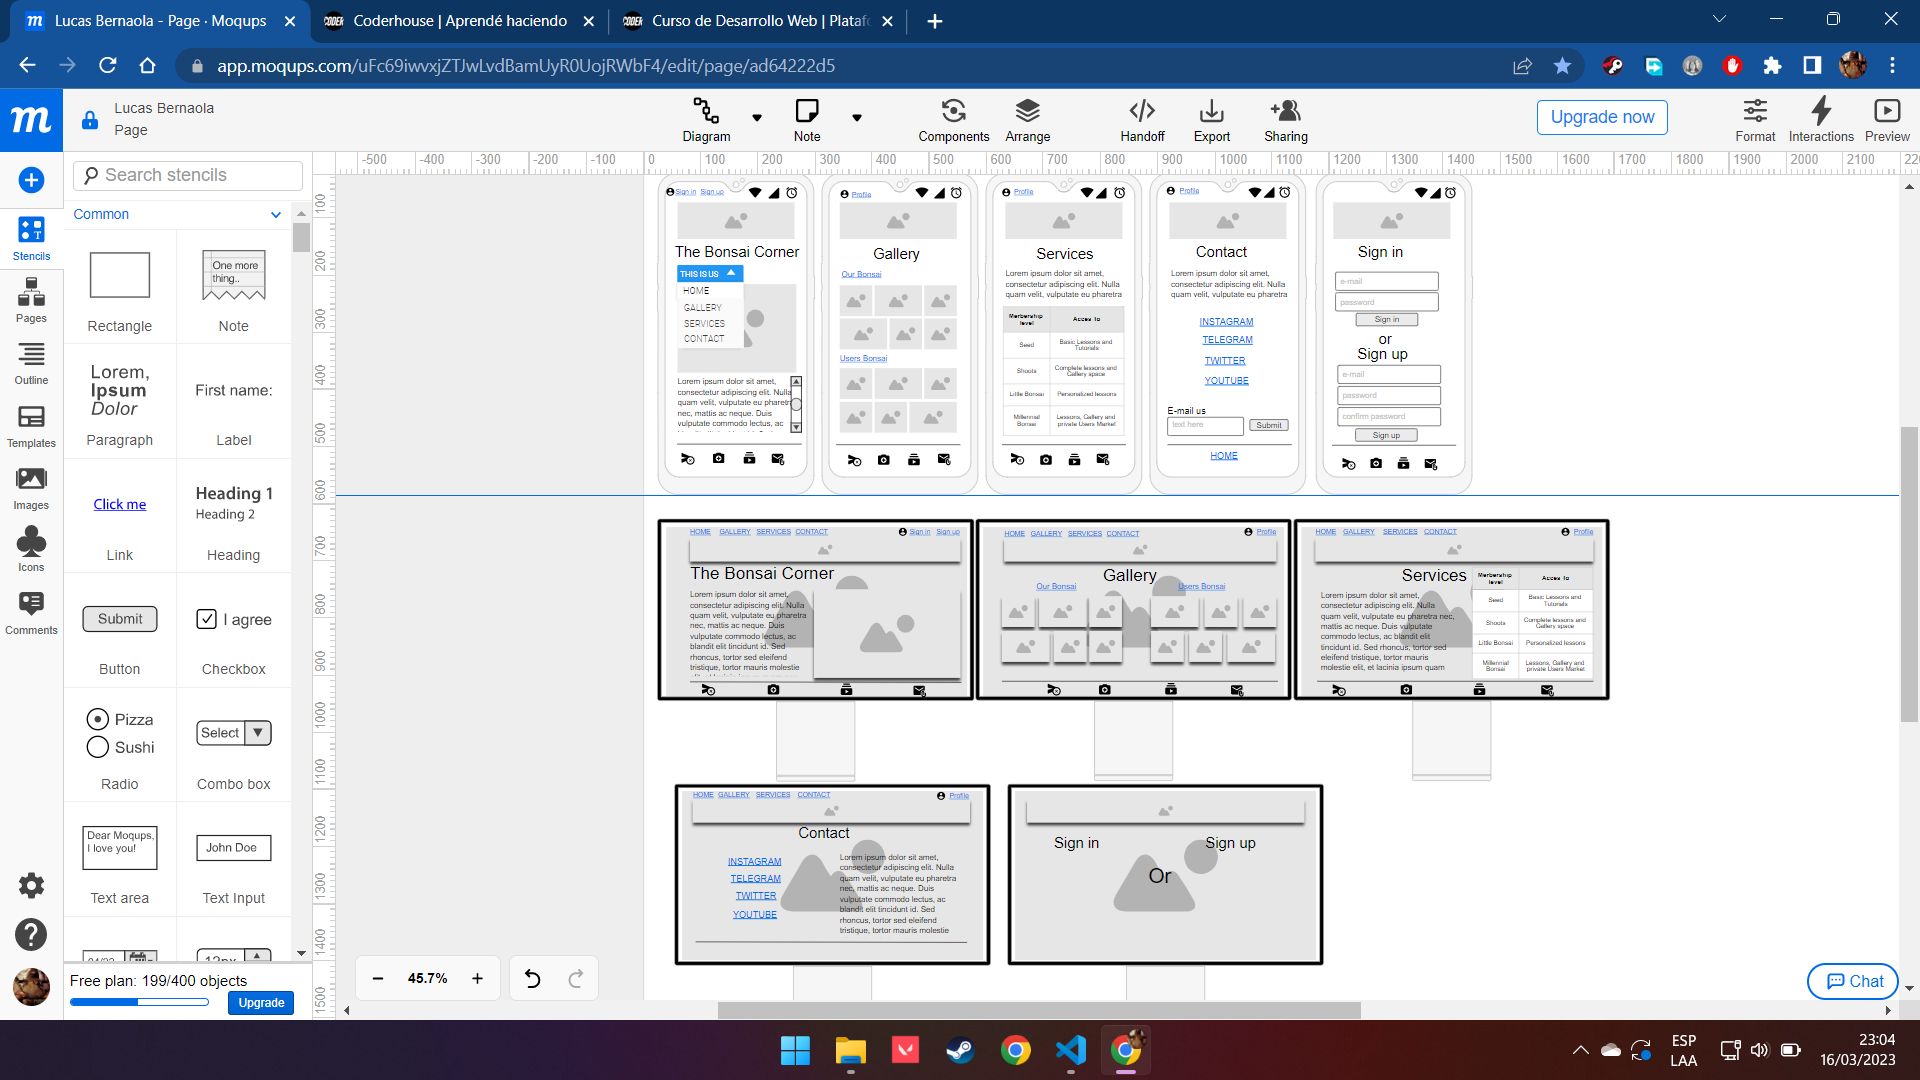 Lucas Bernaola - Page · Moqups
Coderhouse | Aprendé haciendo
Curso de Desarrollo Web | Plataf
app.moqups.com/uFc69iwvxjZTJwLvdBamUyR0UojRWbF4/edit/page/ad64222d5
Lucas Bernaola
Page
Diagram
Note
Components
Arrange
Handoff
Export
Sharing
Upgrade now
Format
Interactions
Preview
-500 -400 -300 -200 -100 0 100 200 300 400 500 600 700 800 900 1000 1100 1200 1300 1400 1500 1600 1700 1800 1900 2000 2100
100 200 300 400 500 600 700 800 900 1000 1100 1200 1300 1400 1500
Search stencils
Common
Stencils
Pages
Outline
Templates
Images
Icons
Comments
One more
thing..
Rectangle
Note
Lorem,
Ipsum
Dolor
First name:
Paragraph
Label
Click me
Heading 1
Heading 2
Link
Heading
Submit
I agree
Button
Checkbox
Pizza
Sushi
Select
Radio
Combo box
Dear Moqups,
I love you!
John Doe
Text area
Text Input
Free plan: 199/400 objects
Upgrade
Sign in Sign up
The Bonsai Corner
THIS IS US
HOME
GALLERY
SERVICES
CONTACT
Lorem ipsum dolor sit amet,
consectetur adipiscing elit. Nulla
quam velit, vulputate eu pharetra
nec, mattis ac neque. Duis
vulputate commodo lectus, ac
Profile
Gallery
Our Bonsai
Users Bonsai
Profile
Services
Lorem ipsum dolor sit amet,
consectetur adipiscing elit. Nulla
quam velit, vulputate eu pharetra
Merbership
level
Acces To
Seed
Basic Lessons and
Tutorials
Shoots
Complete lessons and
Gallery space
Little Bonsai
Personalized lessons
Millennial
Bonsai
Lessons, Gallery and
private Users Market
Profile
Contact
Lorem ipsum dolor sit amet,
consectetur adipiscing elit. Nulla
quam velit, vulputate eu pharetra
INSTAGRAM
TELEGRAM
TWITTER
YOUTUBE
E-mail us
text here
Submit
HOME
Sign in
e-mail
password
Sign in
or
Sign up
e-mail
password
confirm password
Sign up
HOME GALLERY SERVICES CONTACT
Sign in Sign up
The Bonsai Corner
Lorem ipsum dolor sit amet,
consectetur adipiscing elit. Nulla
quam velit, vulputate eu pharetra
nec, mattis ac neque. Duis
vulputate commodo lectus, ac
blandit elit tincidunt id. Sed
rhoncus, tortor sed eleifend
tristique, tortor mauris molestie
HOME GALLERY SERVICES CONTACT
Profile
Gallery
Our Bonsai
Users Bonsai
HOME GALLERY SERVICES CONTACT
Profile
Services
Lorem ipsum dolor sit amet,
consectetur adipiscing elit. Nulla
quam velit, vulputate eu pharetra
nec, mattis ac neque. Duis
vulputate commodo lectus, ac
blandit elit tincidunt id. Sed
rhoncus, tortor sed eleifend
tristique, tortor mauris
molestie elit, et lacinia ipsum quam
Merbership
level
Acces To
Seed
Basic Lessons and
Tutorials
Shoots
Complete lessons and
Gallery space
Little Bonsai
Personalized lessons
Millennial
Bonsai
Lessons, Gallery and
private Users Market
HOME GALLERY SERVICES CONTACT
Profile
Contact
INSTAGRAM
TELEGRAM
TWITTER
YOUTUBE
Lorem ipsum dolor sit amet,
consectetur adipiscing elit. Nulla
quam velit, vulputate eu pharetra
nec, mattis ac neque. Duis
vulputate commodo lectus, ac
blandit elit tincidunt id. Sed
rhoncus, tortor sed eleifend
tristique, tortor mauris molestie
Sign in
Sign up
Or
45.7%
Chat
ESP
LAA
23:04
16/03/2023